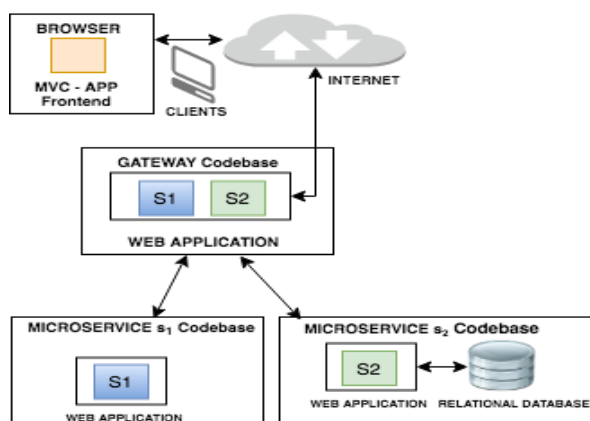 BROWSER
MVC - APP
Frontend
CLIENTS
INTERNET
GATEWAY Codebase
S1
S2
WEB APPLICATION
MICROSERVICE s₁ Codebase
S1
WEB APPLICATION
MICROSERVICE s₂ Codebase
S2
WEB APPLICATION
RELATIONAL DATABASE